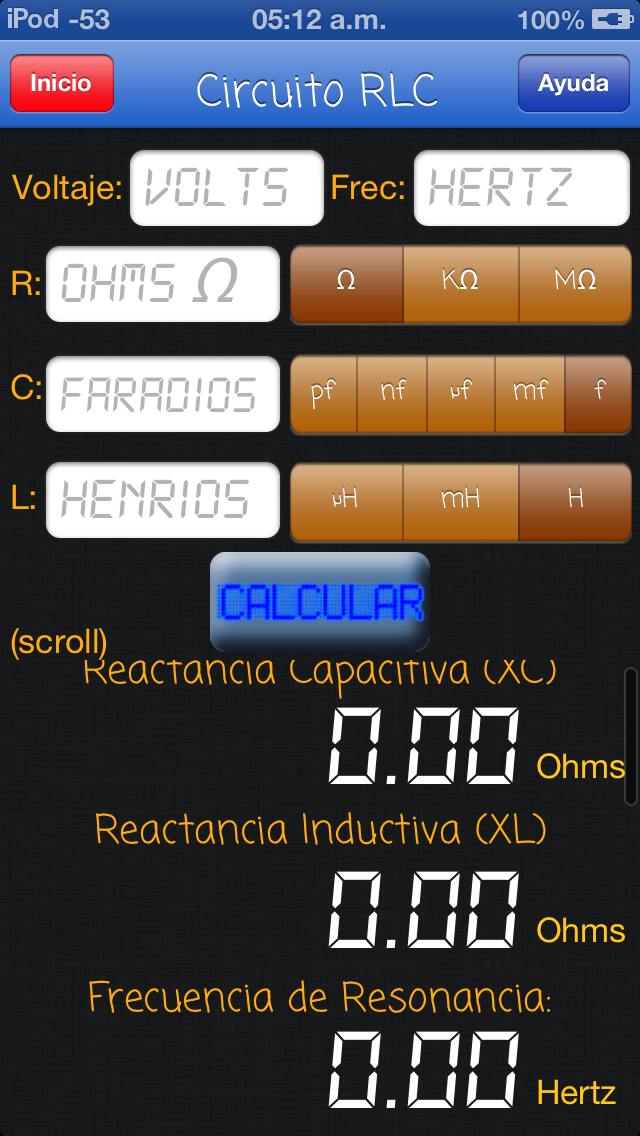 iPod -53 05:12 a.m. 100%
Inicio Circuito RLC Ayuda
Voltaje: VOLTS Frec: HERTZ
R: OHMS Ω Ω KΩ MΩ
C: FARADIOS pf nf µf mf f
L: HENRIOS µH mH H
CALCULAR
(scroll)
Reactancia Capacitiva (XC)
0.00 Ohms
Reactancia Inductiva (XL)
0.00 Ohms
Frecuencia de Resonancia:
0.00 Hertz